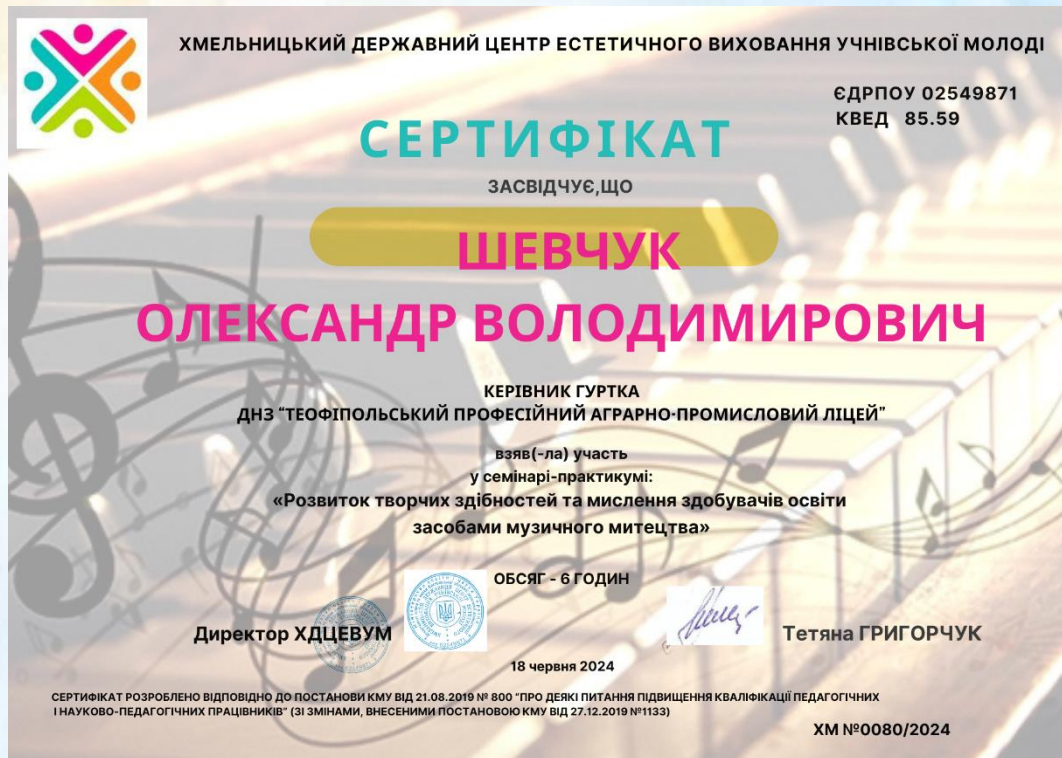 ХМЕЛЬНИЦЬКИЙ ДЕРЖАВНИЙ ЦЕНТР ЕСТЕТИЧНОГО ВИХОВАННЯ УЧНІВСЬКОЇ МОЛОДІ
ЄДРПОУ 02549871
КВЕД 85.59
СЕРТИФІКАТ
ЗАСВІДЧУЄ,ЩО
ШЕВЧУК
ОЛЕКСАНДР ВОЛОДИМИРОВИЧ
КЕРІВНИК ГУРТКА
ДНЗ "ТЕОФІПОЛЬСЬКИЙ ПРОФЕСІЙНИЙ АГРАРНО-ПРОМИСЛОВИЙ ЛІЦЕЙ"
взяв(-ла) участь
у семінарі-практикумі:
«Розвиток творчих здібностей та мислення здобувачів освіти
засобами музичного митецтва»
ОБСЯГ - 6 ГОДИН
Директор ХДЦЕВУМ
Тетяна ГРИГОРЧУК
18 червня 2024
СЕРТИФІКАТ РОЗРОБЛЕНО ВІДПОВІДНО ДО ПОСТАНОВИ КМУ ВІД 21.08.2019 № 800 "ПРО ДЕЯКІ ПИТАННЯ ПІДВИЩЕННЯ КВАЛІФІКАЦІЇ ПЕДАГОГІЧНИХ
І НАУКОВО-ПЕДАГОГІЧНИХ ПРАЦІВНИКІВ" (ЗІ ЗМІНАМИ, ВНЕСЕНИМИ ПОСТАНОВОЮ КМУ ВІД 27.12.2019 №1133)
ХМ №0080/2024